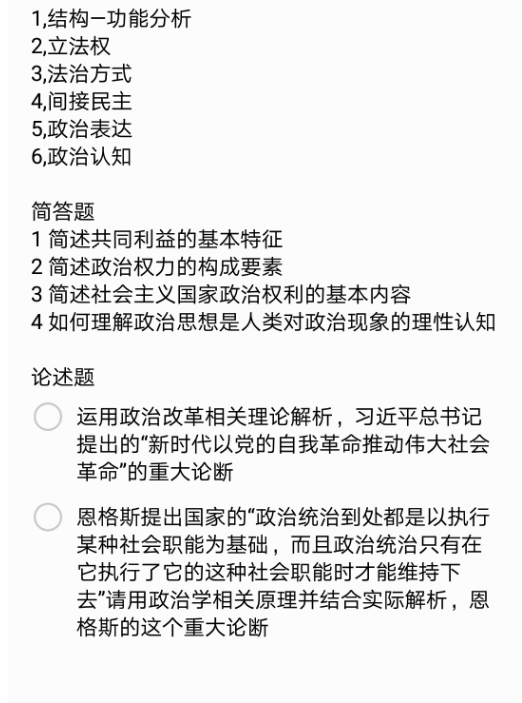 1,结构—功能分析
2,立法权
3,法治方式
4,间接民主
5,政治表达
6,政治认知
简答题
1 简述共同利益的基本特征
2 简述政治权力的构成要素
3 简述社会主义国家政治权利的基本内容
4 如何理解政治思想是人类对政治现象的理性认知
论述题
运用政治改革相关理论解析，习近平总书记
提出的“新时代以党的自我革命推动伟大社会
革命”的重大论断
恩格斯提出国家的“政治统治到处都是以执行
某种社会职能为基础，而且政治统治只有在
它执行了它的这种社会职能时才能维持下
去”请用政治学相关原理并结合实际解析，恩
格斯的这个重大论断